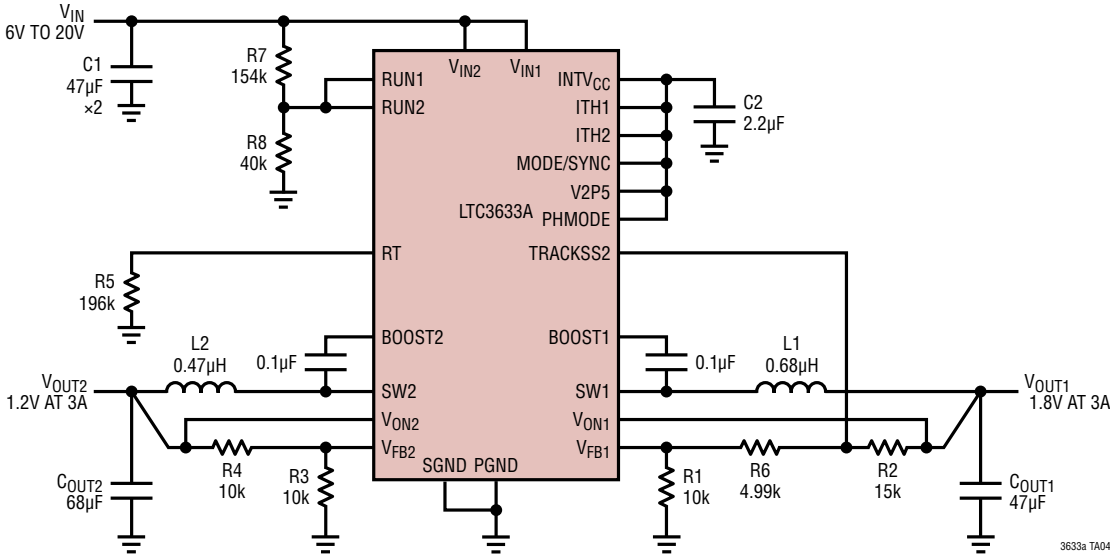 VIN
6V TO 20V
C1
47µF
×2
R7
154k
R8
40k
VIN2
VIN1
RUN1
RUN2
INTVCC
ITH1
ITH2
MODE/SYNC
V2P5
LTC3633A
PHMODE
C2
2.2µF
RT
TRACKSS2
R5
196k
BOOST2
BOOST1
L2
0.47µH
0.1µF
0.1µF
L1
0.68µH
VOUT2
1.2V AT 3A
SW2
SW1
VOUT1
1.8V AT 3A
VON2
VON1
VFB2
VFB1
SGND PGND
R4
10k
R3
10k
R1
10k
R6
4.99k
R2
15k
COUT2
68µF
COUT1
47µF
3633a TA04